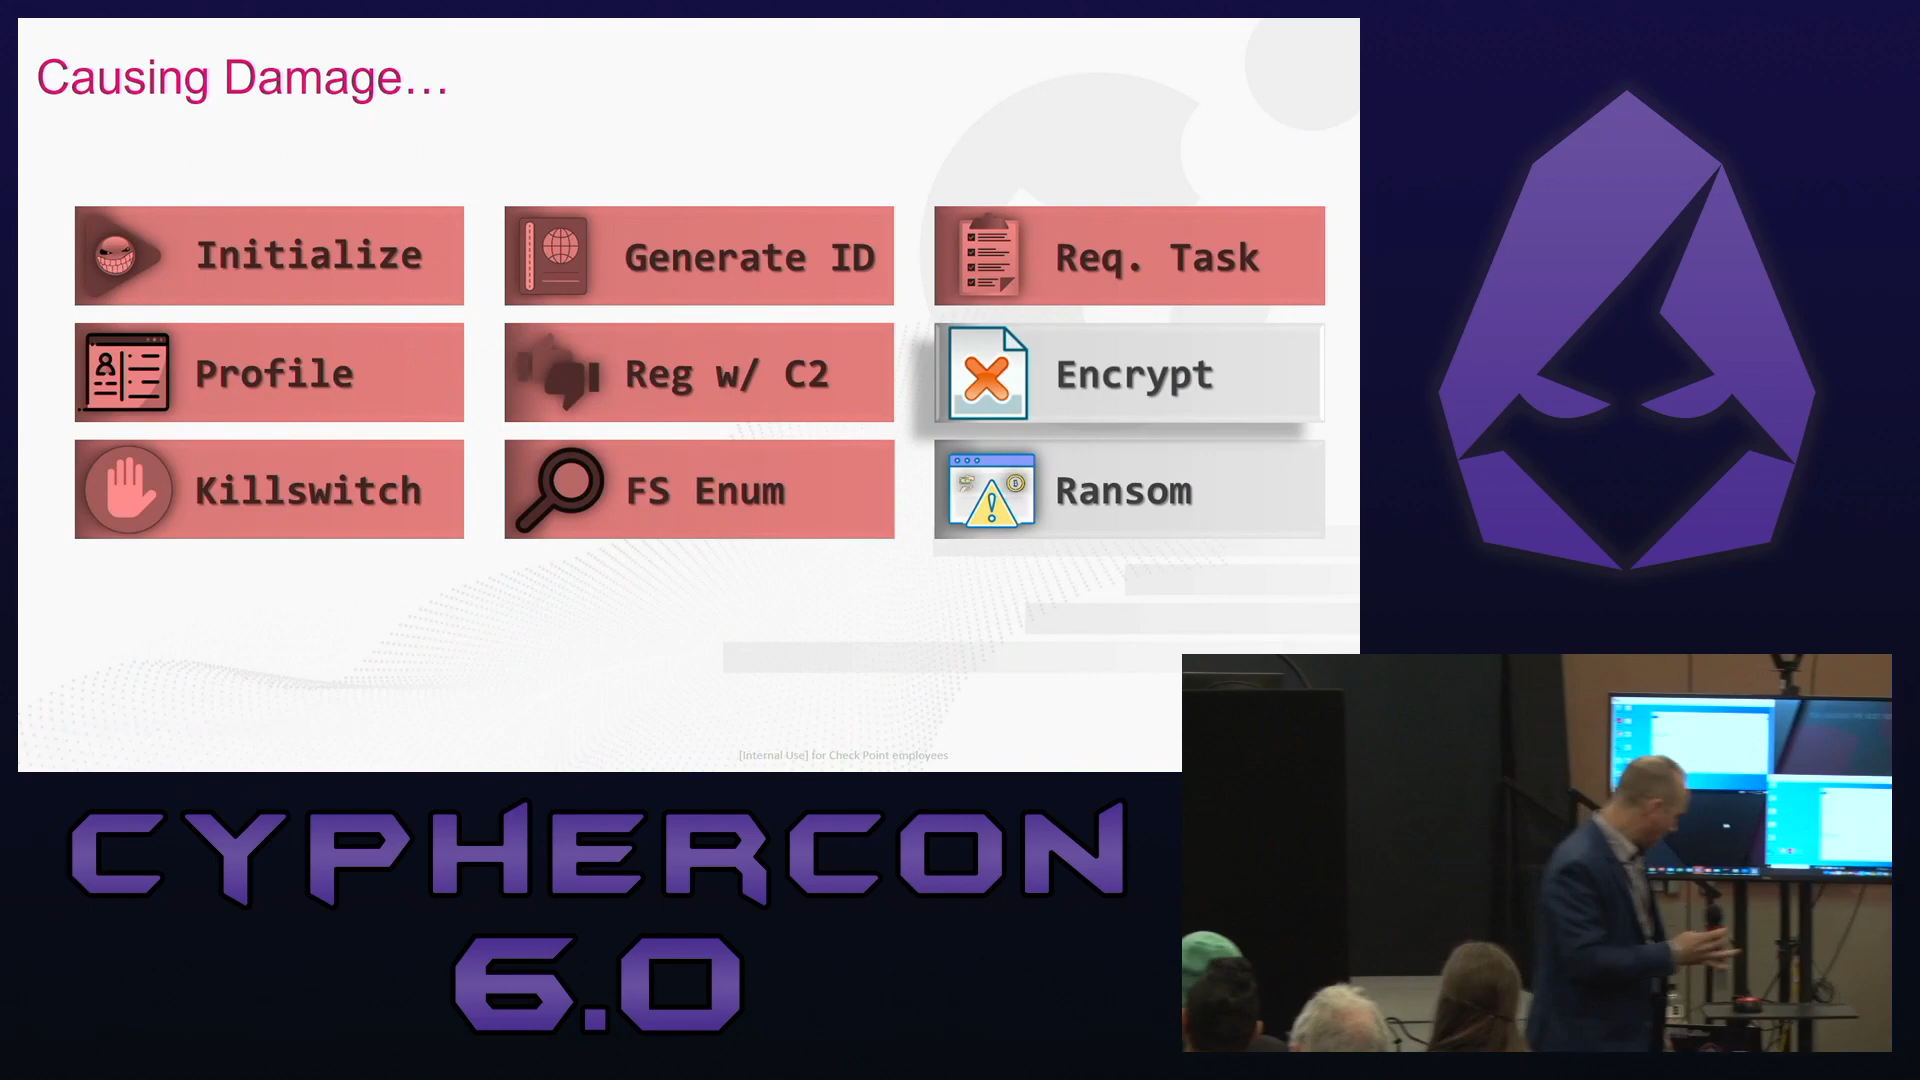 Causing Damage…
Initialize
Generate ID
Req. Task
Profile
Reg w/ C2
Encrypt
Killswitch
FS Enum
Ransom
[Internal Use] for Check Point employees
CYPHERCON
6.0